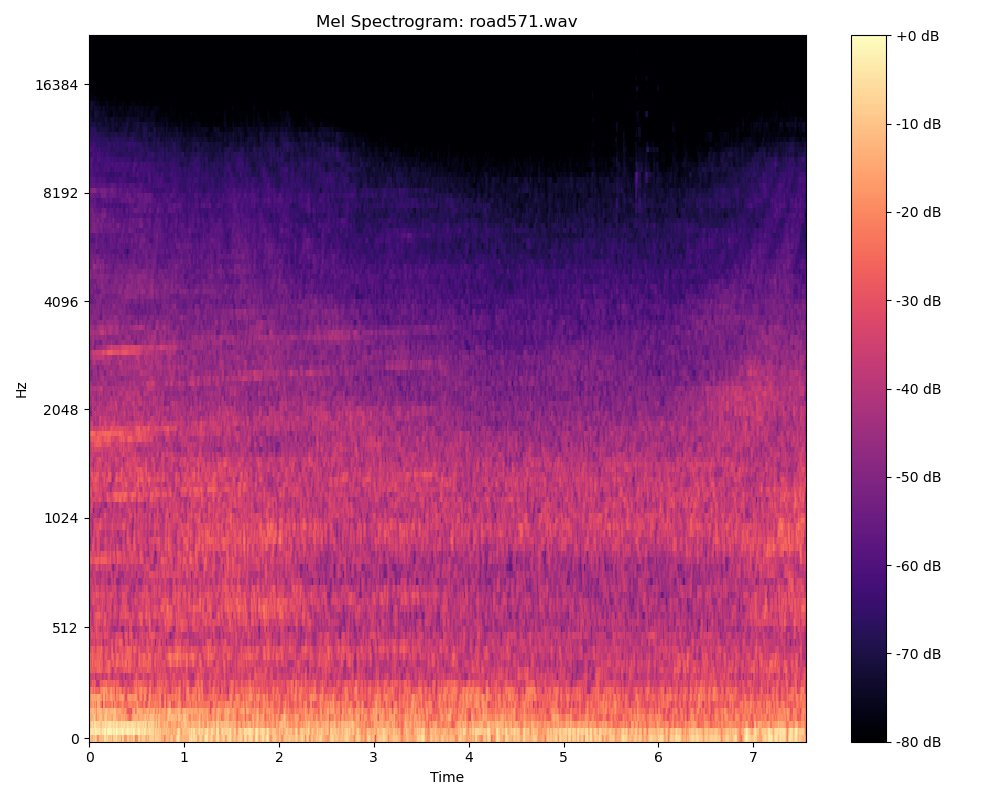 Mel Spectrogram: road571.wav
+0 dB
16384
-10 dB
8192
-20 dB
4096
-30 dB
Hz
2048
-40 dB
1024
-50 dB
512
-60 dB
0
-70 dB
-80 dB
0 1 2 3 4 5 6 7
Time